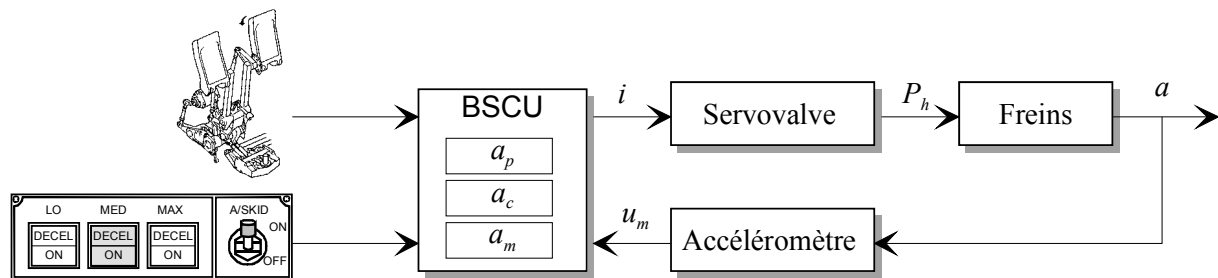 BSCU
a_p
a_c
a_m
i
Servovalve
P_h
Freins
a
u_m
Accéléromètre
LO MED MAX A/SKID
DECEL DECEL DECEL ON
ON ON ON OFF